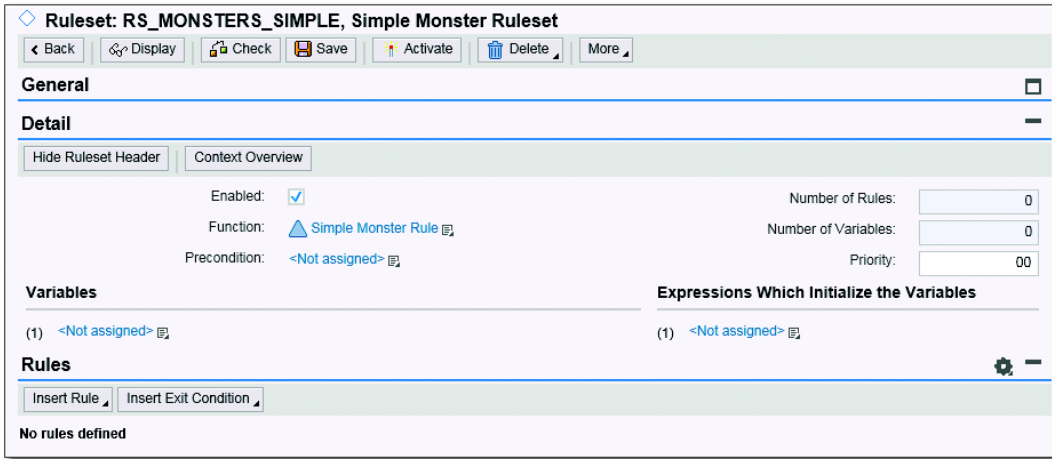 Ruleset: RS_MONSTERS_SIMPLE, Simple Monster Ruleset
Back Display Check Save Activate Delete More
General
Detail
Hide Ruleset Header Context Overview
Enabled: Number of Rules: 0
Function: Simple Monster Rule Number of Variables: 0
Precondition: <Not assigned> Priority: 00
Variables Expressions Which Initialize the Variables
(1) <Not assigned> (1) <Not assigned>
Rules
Insert Rule Insert Exit Condition
No rules defined